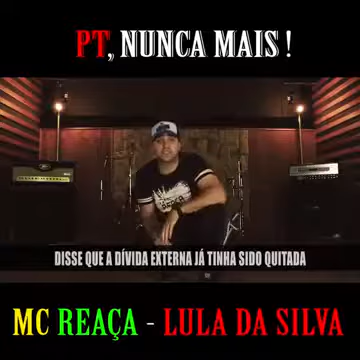 PT, NUNCA MAIS !
DISSE QUE A DÍVIDA EXTERNA JÁ TINHA SIDO QUITADA
MC REAÇA - LULA DA SILVA